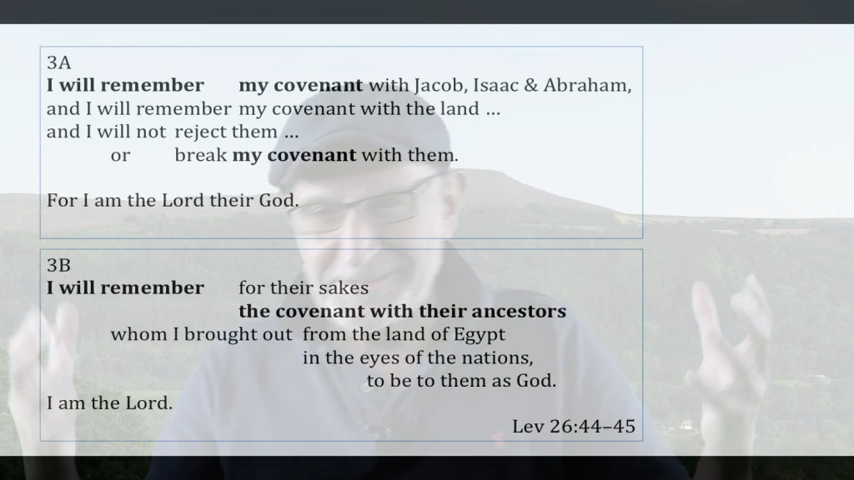 3A
I will remember my covenant with Jacob, Isaac & Abraham,
and I will remember my covenant with the land ...
and I will not reject them ...
or break my covenant with them.
For I am the Lord their God.
3B
I will remember for their sakes
the covenant with their ancestors
whom I brought out from the land of Egypt
in the eyes of the nations,
to be to them as God.
I am the Lord.
Lev 26:44–45